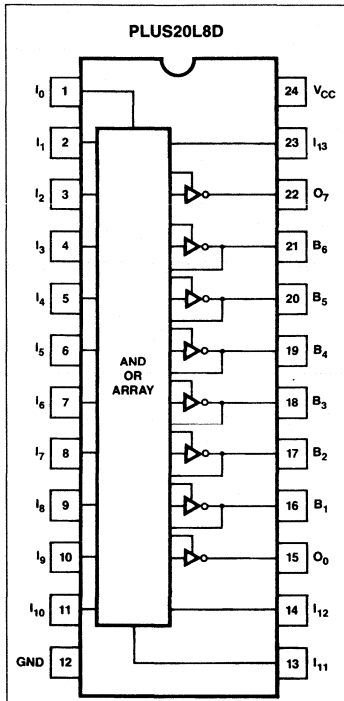 PLUS20L8D
I0 1 24 VCC
I1 2 23 I13
I2 3 22 O7
I3 4 21 B6
I4 5 20 B5
I5 6 19 B4
AND
OR
ARRAY
I6 7 18 B3
I7 8 17 B2
I8 9 16 B1
I9 10 15 O0
I10 11 14 I12
GND 12 13 I11